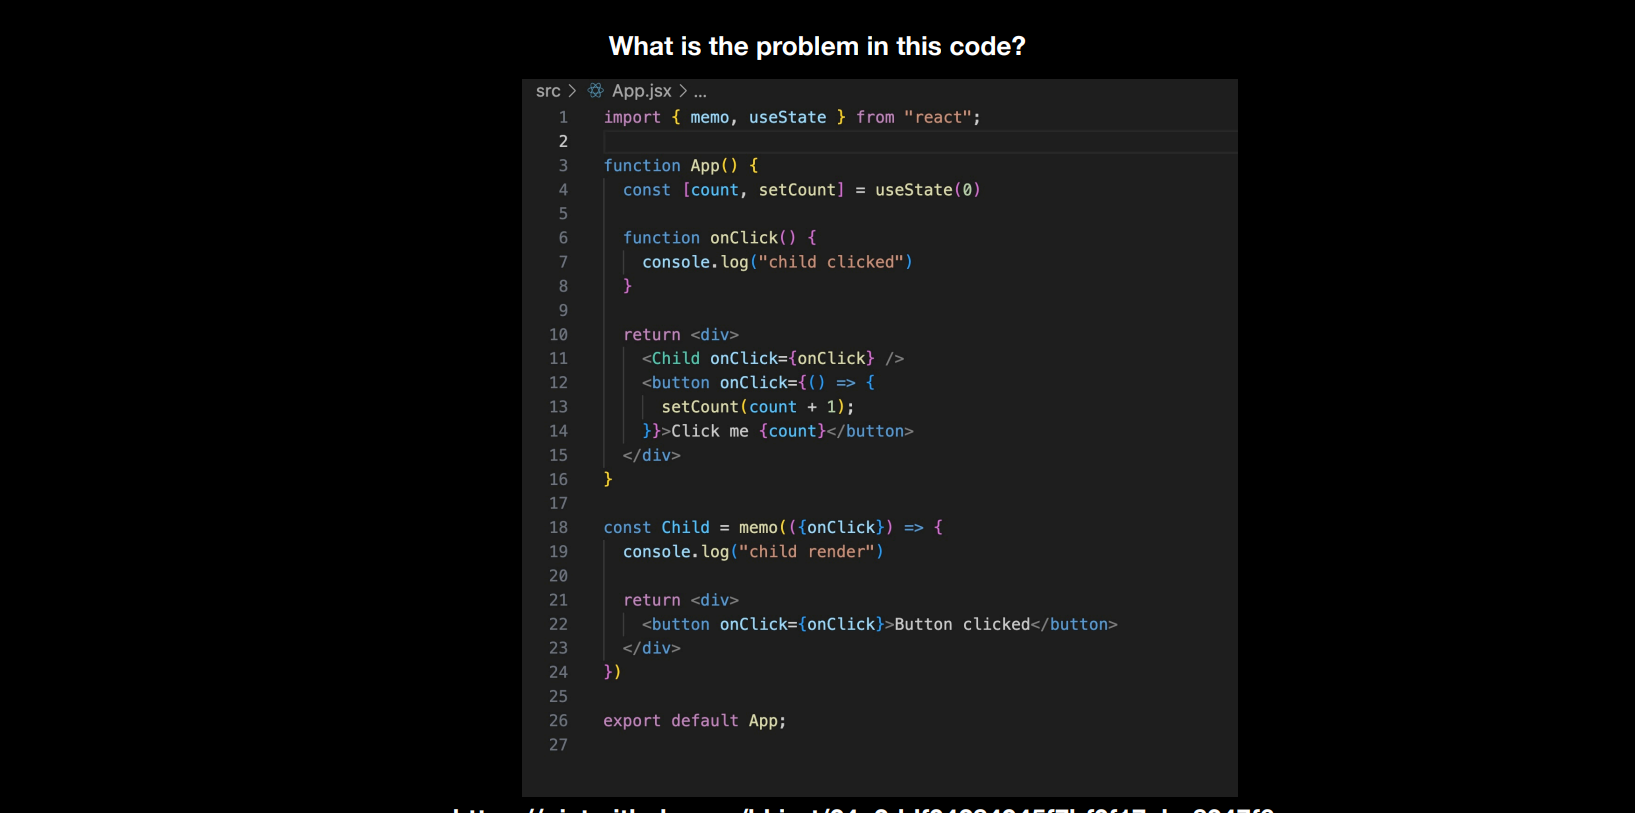 What is the problem in this code?
src > App.jsx > ...
1 import { memo, useState } from "react";
2
3 function App() {
4 const [count, setCount] = useState(0)
5
6 function onClick() {
7 console.log("child clicked")
8 }
9
10 return <div>
11 <Child onClick={onClick} />
12 <button onClick={() => {
13 setCount(count + 1);
14 }}>Click me {count}</button>
15 </div>
16 }
17
18 const Child = memo(({onClick}) => {
19 console.log("child render")
20
21 return <div>
22 <button onClick={onClick}>Button clicked</button>
23 </div>
24 })
25
26 export default App;
27